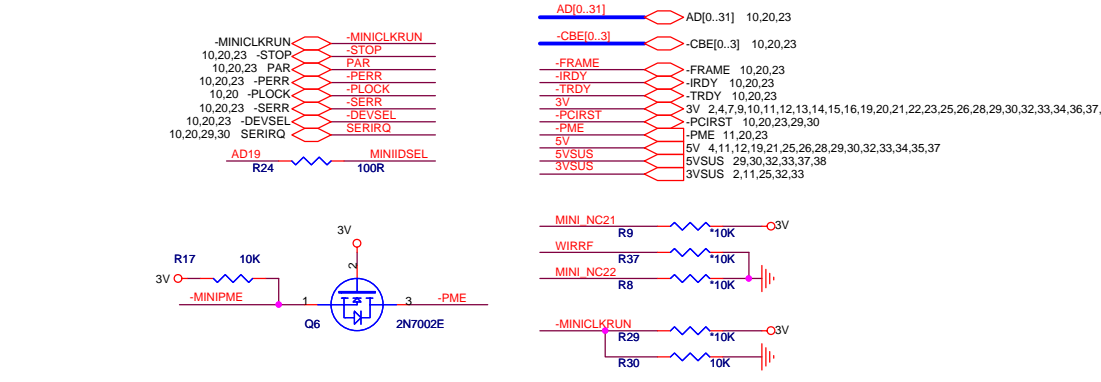 AD[0..31]
AD[0..31] 10,20,23
-CBE[0..3]
-CBE[0..3] 10,20,23
-MINICLKRUN -MINICLKRUN
10,20,23 -STOP -STOP
10,20,23 PAR PAR
10,20,23 -PERR -PERR
10,20 -PLOCK -PLOCK
10,20,23 -SERR -SERR
10,20,23 -DEVSEL -DEVSEL
10,20,29,30 SERIRQ SERIRQ
AD19 MINIIDSEL
R24 100R
-FRAME -FRAME 10,20,23
-IRDY -IRDY 10,20,23
-TRDY -TRDY 10,20,23
3V 3V 2,4,7,9,10,11,12,13,14,15,16,19,20,21,22,23,25,26,28,29,30,32,33,34,36,37,
-PCIRST -PCIRST 10,20,23,29,30
-PME -PME 11,20,23
5V 5V 4,11,12,19,21,25,26,28,29,30,32,33,34,35,37
5VSUS 5VSUS 29,30,32,33,37,38
3VSUS 3VSUS 2,11,25,32,33
3V
R17 10K
3V
2
-MINIPME 1 3 -PME
Q6 2N7002E
MINI_NC21 3V
R9 *10K
WIRRF
R37 *10K
MINI_NC22
R8 *10K
-MINICLKRUN 3V
R29 *10K
R30 10K